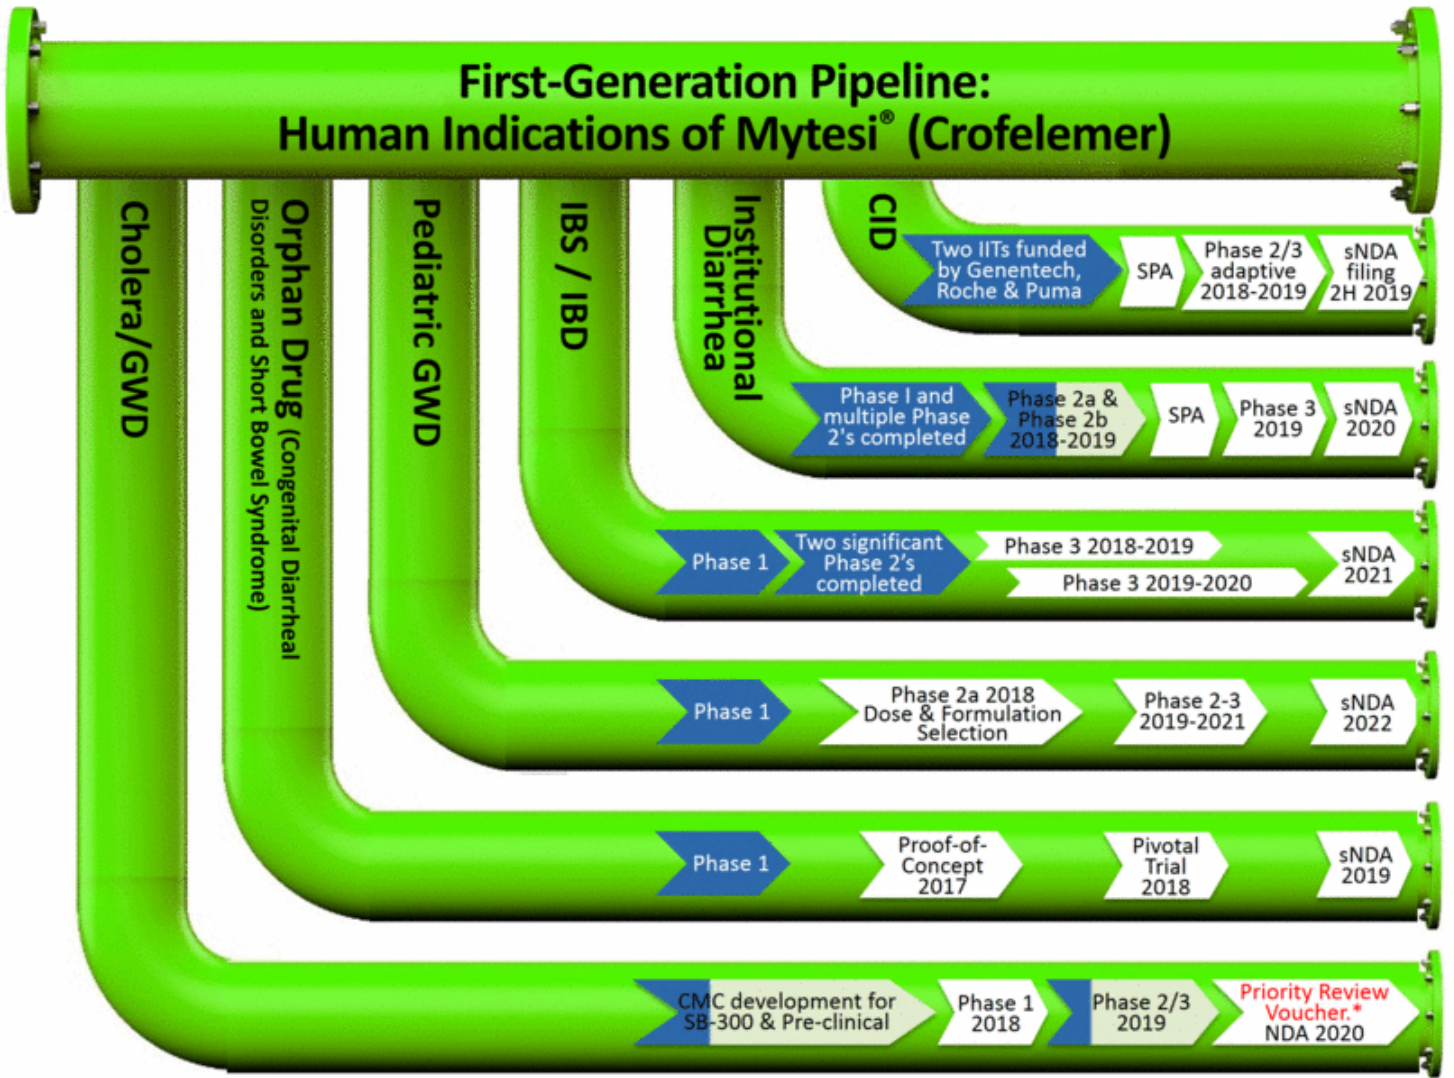 First-Generation Pipeline:
Human Indications of Mytesi® (Crofelemer)
Cholera/GWD
Orphan Drug (Congenital Diarrheal
Disorders and Short Bowel Syndrome)
Pediatric GWD
IBS / IBD
Institutional
Diarrhea
CID
Two IITs funded
by Genentech,
Roche & Puma
SPA
Phase 2/3
adaptive
2018-2019
sNDA
filing
2H 2019
Phase I and
multiple Phase
2's completed
Phase 2a &
Phase 2b
2018-2019
SPA
Phase 3
2019
sNDA
2020
Phase 1
Two significant
Phase 2's
completed
Phase 3 2018-2019
Phase 3 2019-2020
sNDA
2021
Phase 1
Phase 2a 2018
Dose & Formulation
Selection
Phase 2-3
2019-2021
sNDA
2022
Phase 1
Proof-of-
Concept
2017
Pivotal
Trial
2018
sNDA
2019
CMC development for
SB-300 & Pre-clinical
Phase 1
2018
Phase 2/3
2019
Priority Review
Voucher.*
NDA 2020